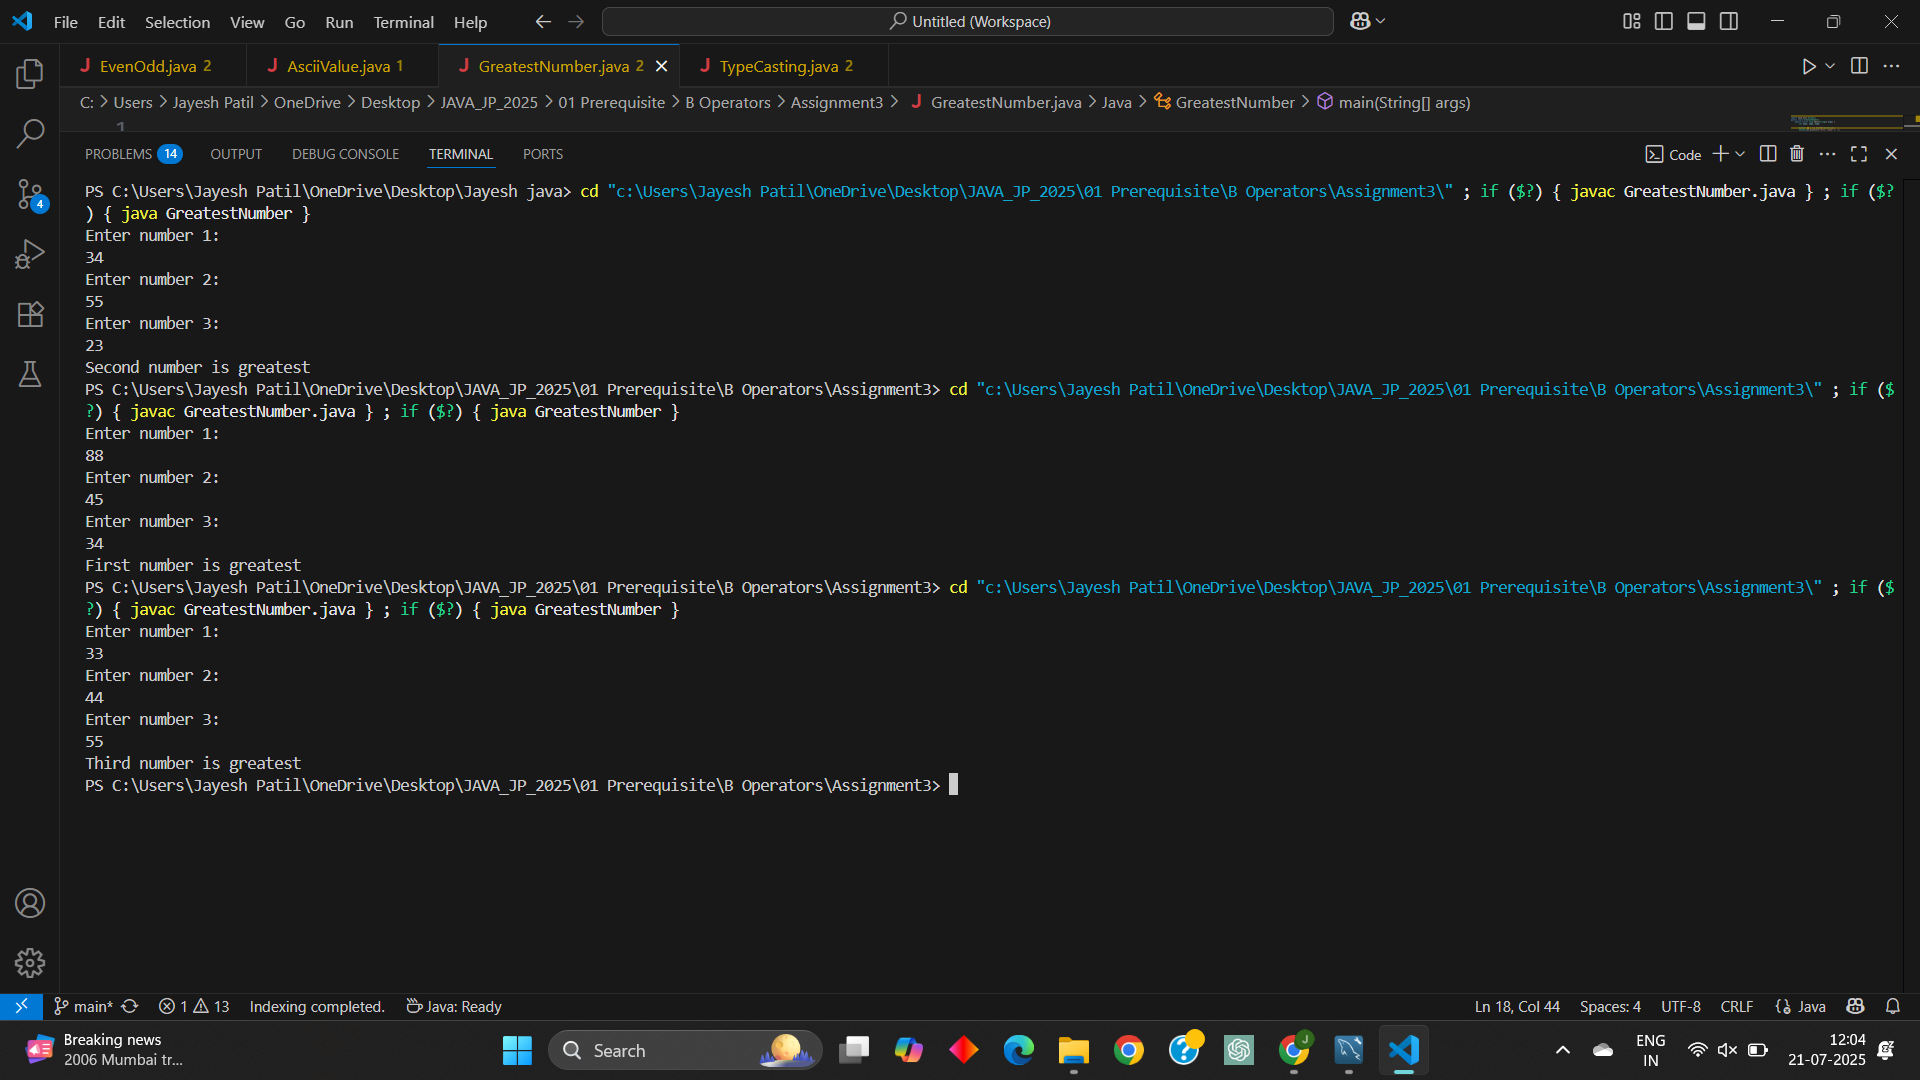 File Edit Selection View Go Run Terminal Help
Untitled (Workspace)
EvenOdd.java 2
AsciiValue.java 1
GreatestNumber.java 2
TypeCasting.java 2
C: > Users > Jayesh Patil > OneDrive > Desktop > JAVA_JP_2025 > 01 Prerequisite > B Operators > Assignment3 > GreatestNumber.java > Java > GreatestNumber > main(String[] args)
1
PROBLEMS 14 OUTPUT DEBUG CONSOLE TERMINAL PORTS
Code
4
PS C:\Users\Jayesh Patil\OneDrive\Desktop\Jayesh java> cd "c:\Users\Jayesh Patil\OneDrive\Desktop\JAVA_JP_2025\01 Prerequisite\B Operators\Assignment3\" ; if ($?) { javac GreatestNumber.java } ; if ($?
) { java GreatestNumber }
Enter number 1:
34
Enter number 2:
55
Enter number 3:
23
Second number is greatest
PS C:\Users\Jayesh Patil\OneDrive\Desktop\JAVA_JP_2025\01 Prerequisite\B Operators\Assignment3> cd "c:\Users\Jayesh Patil\OneDrive\Desktop\JAVA_JP_2025\01 Prerequisite\B Operators\Assignment3\" ; if ($
?) { javac GreatestNumber.java } ; if ($?) { java GreatestNumber }
Enter number 1:
88
Enter number 2:
45
Enter number 3:
34
First number is greatest
PS C:\Users\Jayesh Patil\OneDrive\Desktop\JAVA_JP_2025\01 Prerequisite\B Operators\Assignment3> cd "c:\Users\Jayesh Patil\OneDrive\Desktop\JAVA_JP_2025\01 Prerequisite\B Operators\Assignment3\" ; if ($
?) { javac GreatestNumber.java } ; if ($?) { java GreatestNumber }
Enter number 1:
33
Enter number 2:
44
Enter number 3:
55
Third number is greatest
PS C:\Users\Jayesh Patil\OneDrive\Desktop\JAVA_JP_2025\01 Prerequisite\B Operators\Assignment3>
main* 1 13 Indexing completed. Java: Ready
Ln 18, Col 44 Spaces: 4 UTF-8 CRLF Java
Breaking news
2006 Mumbai tr...
Search
J
ENG
IN
12:04
21-07-2025